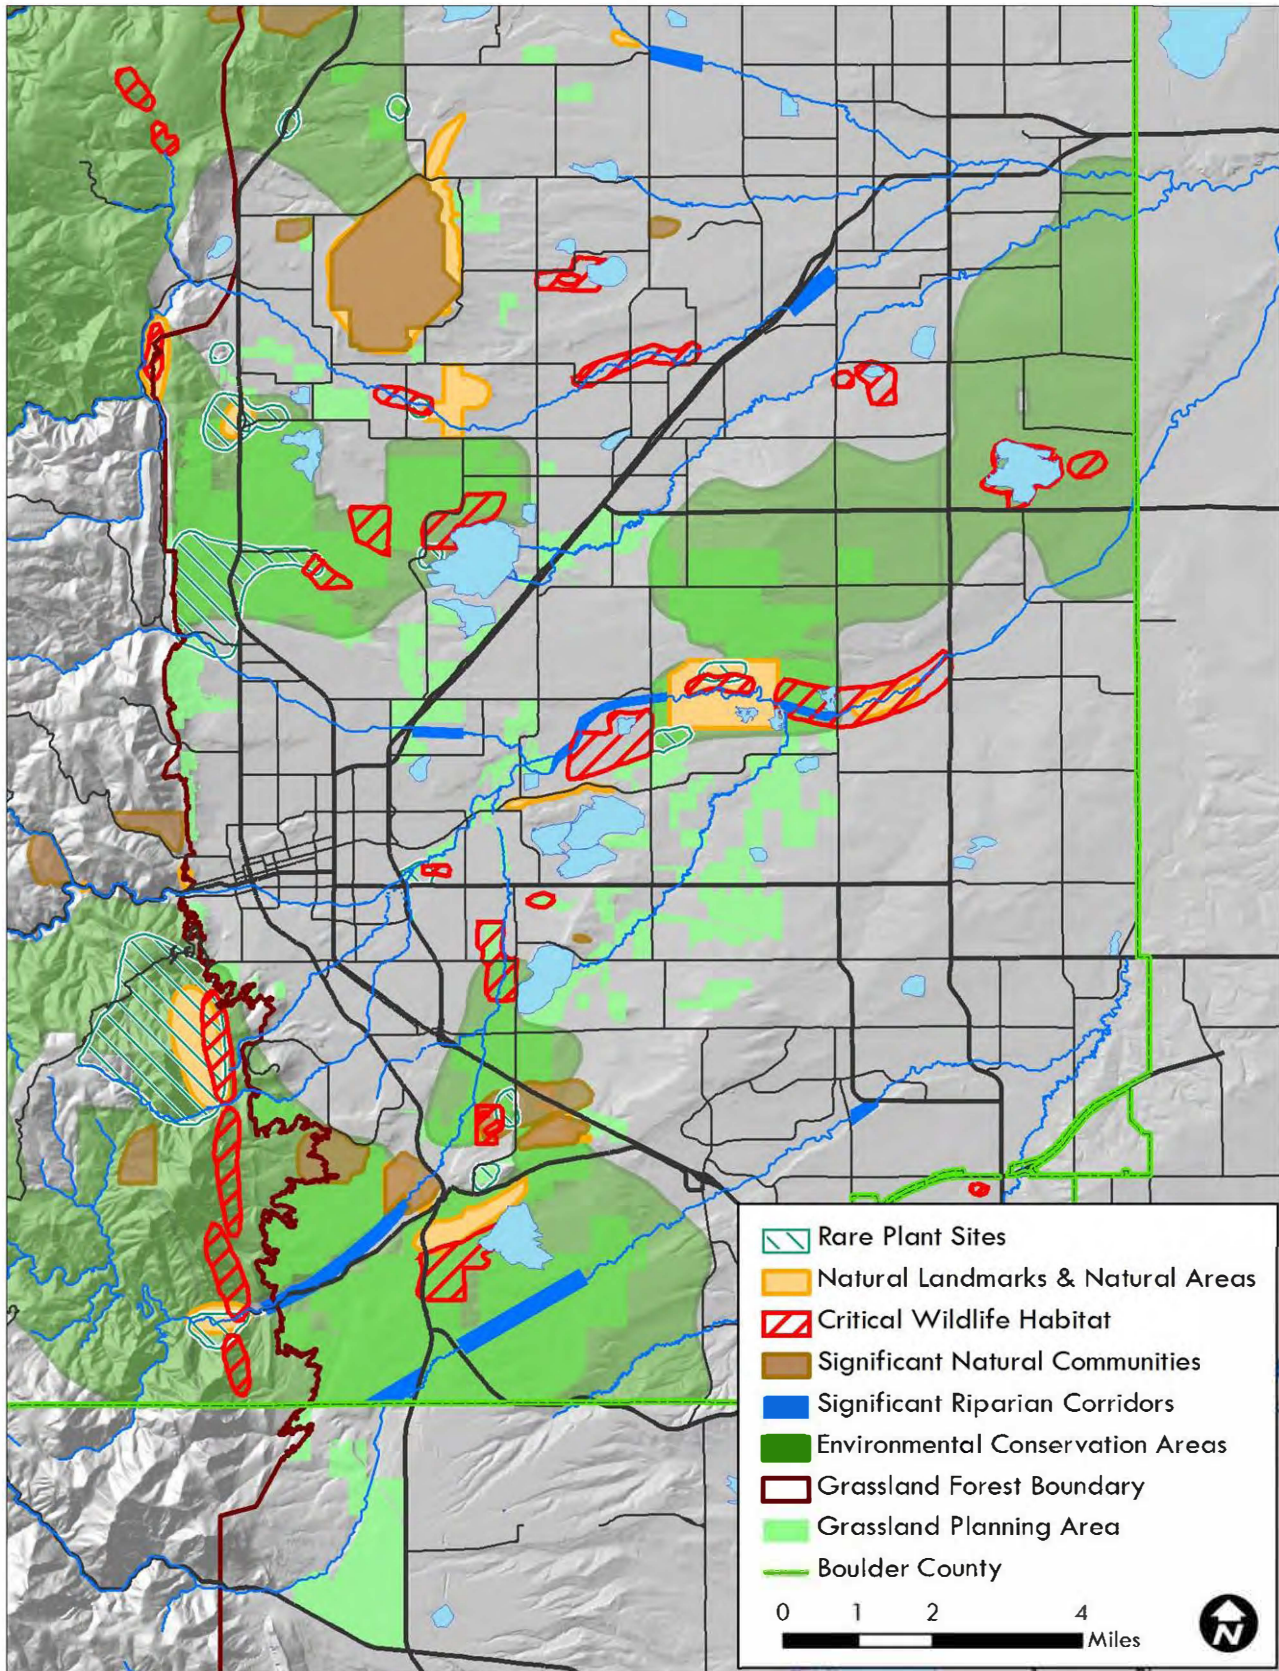 Rare Plant Sites
Natural Landmarks & Natural Areas
Critical Wildlife Habitat
Significant Natural Communities
Significant Riparian Corridors
Environmental Conservation Areas
Grassland Forest Boundary
Grassland Planning Area
Boulder County
0 1 2 4
Miles
N